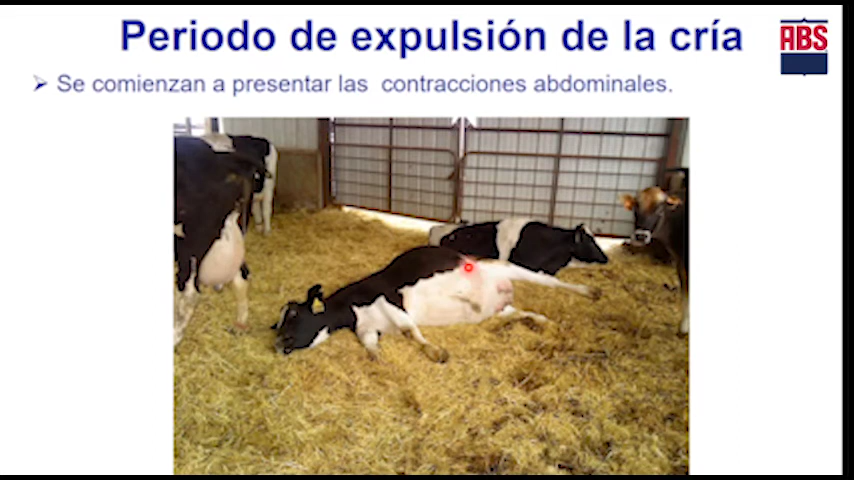 Periodo de expulsión de la cría
ABS
Se comienzan a presentar las contracciones abdominales.